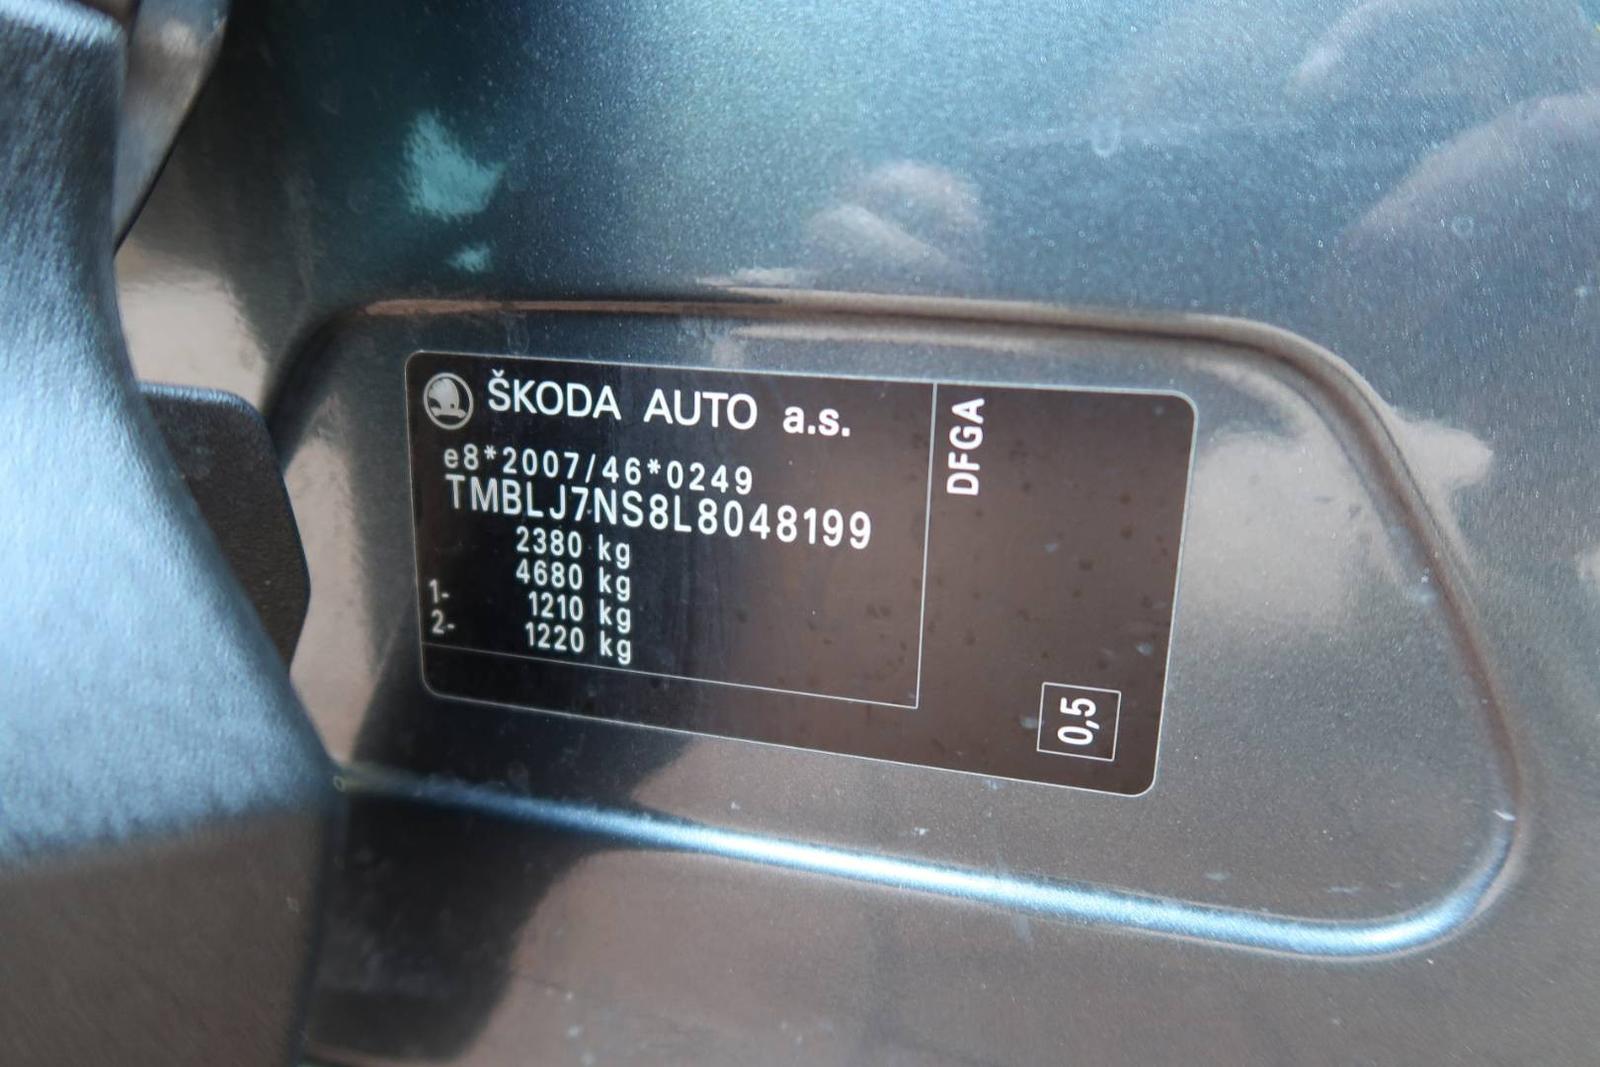 ŠKODA AUTO a.s.
e8*2007/46*0249
TMBLJ7NS8L8048199
2380 kg
4680 kg
1- 1210 kg
2- 1220 kg
DFGA
0,5